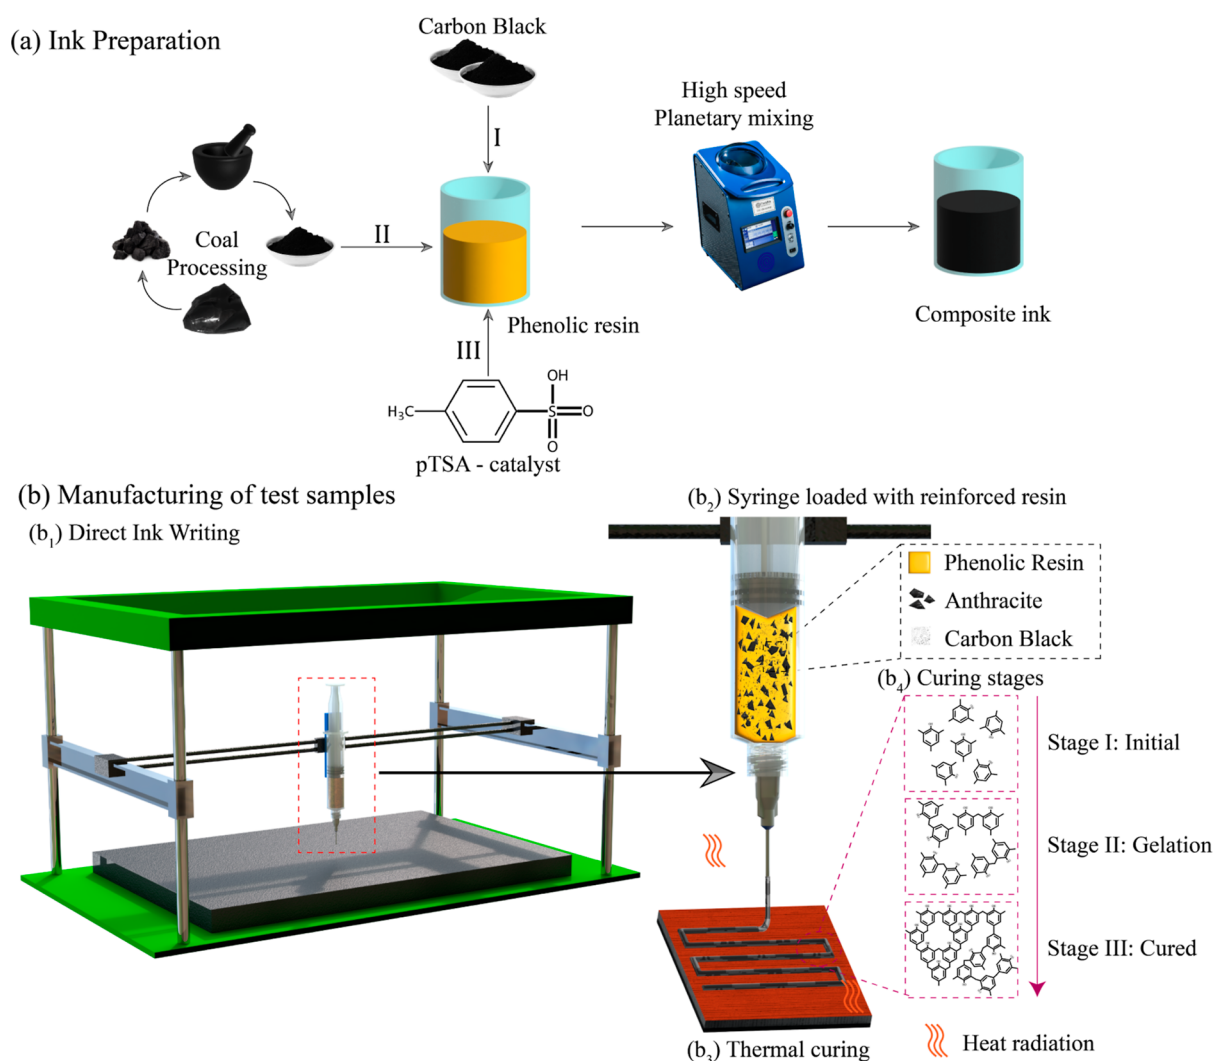 (a) Ink Preparation
Carbon Black
I
High speed
Planetary mixing
Coal
Processing
II
Phenolic resin
Composite ink
III
OH
H₃C
S
O
O
pTSA - catalyst
(b) Manufacturing of test samples
(b₁) Direct Ink Writing
(b₂) Syringe loaded with reinforced resin
Phenolic Resin
Anthracite
Carbon Black
(b₄) Curing stages
Stage I: Initial
Stage II: Gelation
Stage III: Cured
(b₃) Thermal curing
Heat radiation